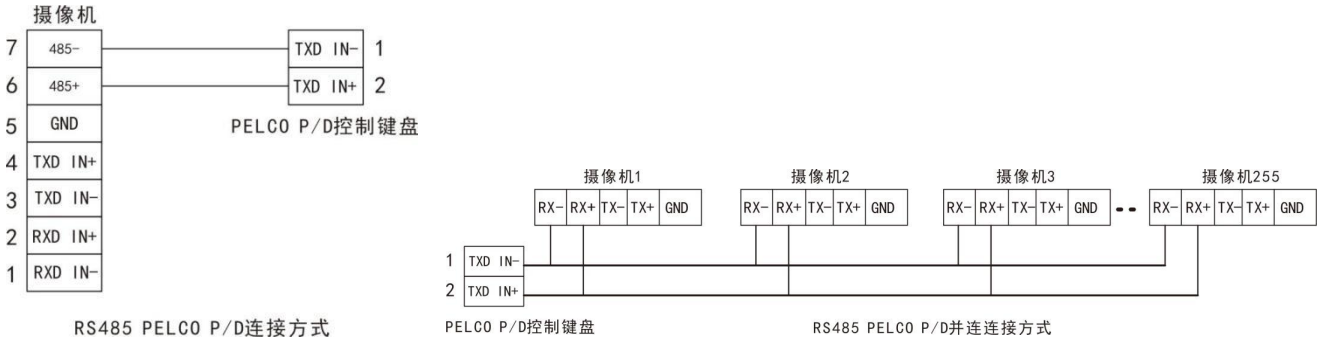 摄像机
7 485- TXD IN- 1
6 485+ TXD IN+ 2
5 GND
PELCO P/D控制键盘
4 TXD IN+
3 TXD IN-
2 RXD IN+
1 RXD IN-
RS485 PELCO P/D连接方式
摄像机1 摄像机2 摄像机3 摄像机255
RX- RX+ TX- TX+ GND RX- RX+ TX- TX+ GND RX- RX+ TX- TX+ GND -- RX- RX+ TX- TX+ GND
1 TXD IN-
2 TXD IN+
PELCO P/D控制键盘
RS485 PELCO P/D并连连接方式